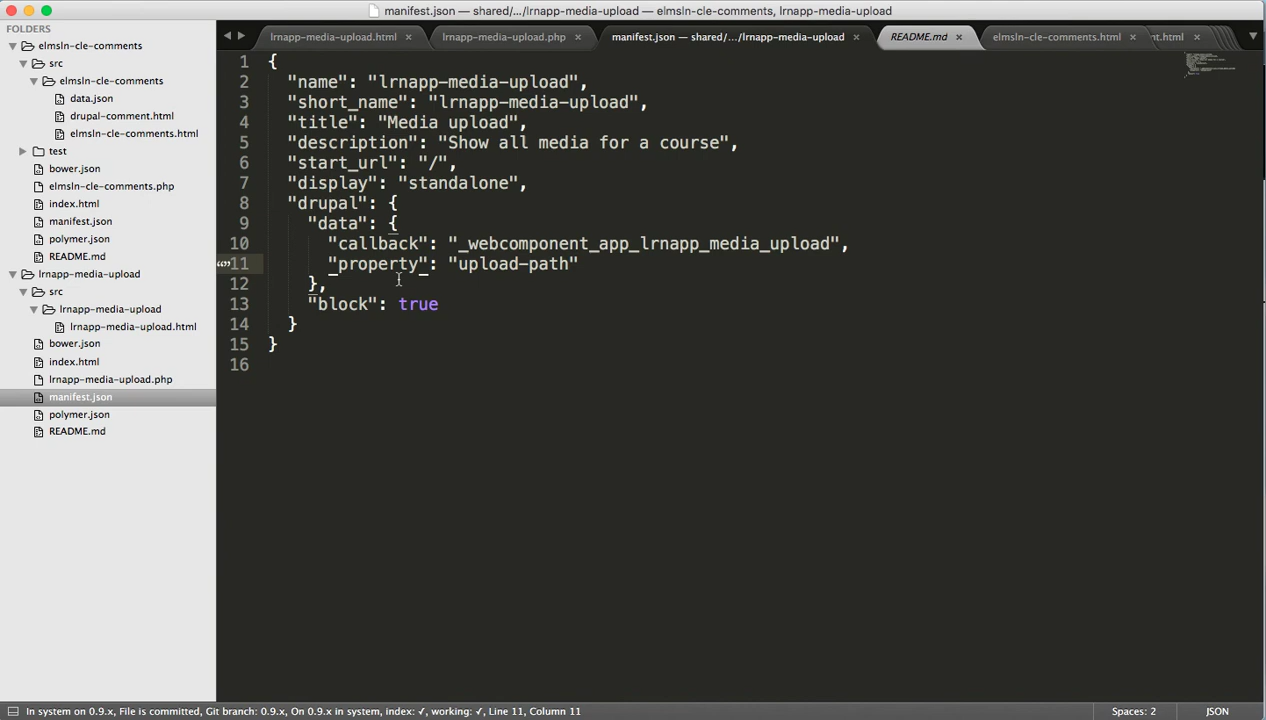 manifest.json — shared/.../lrnapp-media-upload — elmsln-cle-comments, lrnapp-media-upload
FOLDERS
elmsln-cle-comments
src
elmsln-cle-comments
data.json
drupal-comment.html
elmsln-cle-comments.html
test
bower.json
elmsln-cle-comments.php
index.html
manifest.json
polymer.json
README.md
lrnapp-media-upload
src
lrnapp-media-upload
lrnapp-media-upload.html
bower.json
index.html
lrnapp-media-upload.php
manifest.json
polymer.json
README.md
lrnapp-media-upload.html × lrnapp-media-upload.php × manifest.json — shared/.../lrnapp-media-upload × README.md × elmsln-cle-comments.html × nt.html ×
1 {
2 "name": "lrnapp-media-upload",
3 "short_name": "lrnapp-media-upload",
4 "title": "Media upload",
5 "description": "Show all media for a course",
6 "start_url": "/",
7 "display": "standalone",
8 "drupal": {
9 "data": {
10 "callback": "_webcomponent_app_lrnapp_media_upload",
11 "property": "upload-path"
12 },
13 "block": true
14 }
15 }
16
In system on 0.9.x, File is committed, Git branch: 0.9.x, On 0.9.x in system, index: ✓, working: ✓, Line 11, Column 11 Spaces: 2 JSON